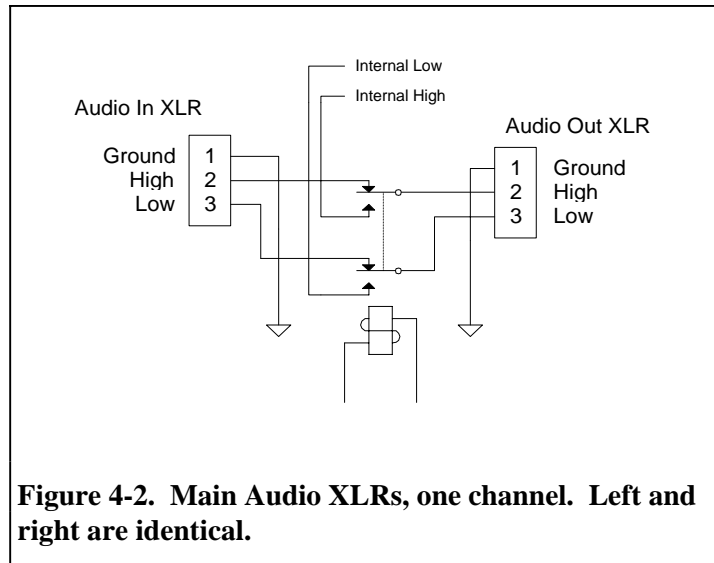 Internal Low
Internal High
Audio In XLR
Ground 1
High 2
Low 3
Audio Out XLR
1 Ground
2 High
3 Low
Figure 4-2. Main Audio XLRs, one channel. Left and
right are identical.